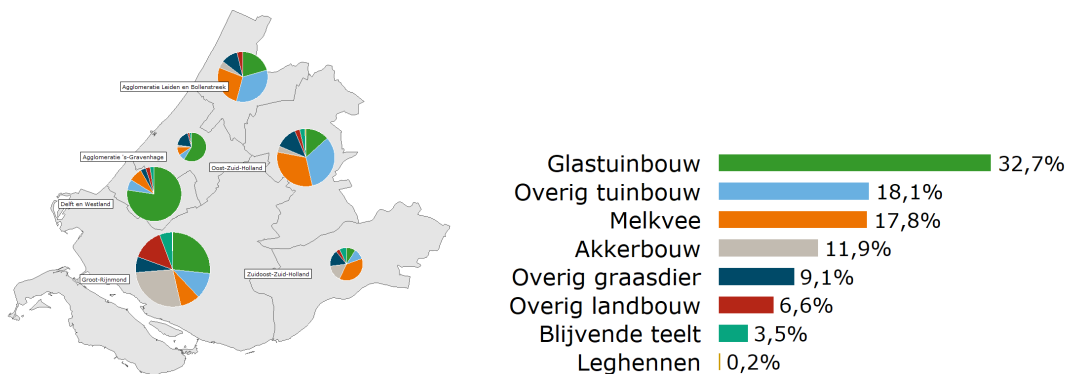 Agglomeratie Leiden en Bollenstreek
Agglomeratie 's-Gravenhage
Oost-Zuid-Holland
Delft en Westland
Groot-Rijnmond
Zuidoost-Zuid-Holland
Glastuinbouw 32,7%
Overig tuinbouw 18,1%
Melkvee 17,8%
Akkerbouw 11,9%
Overig graasdier 9,1%
Overig landbouw 6,6%
Blijvende teelt 3,5%
Leghennen 0,2%